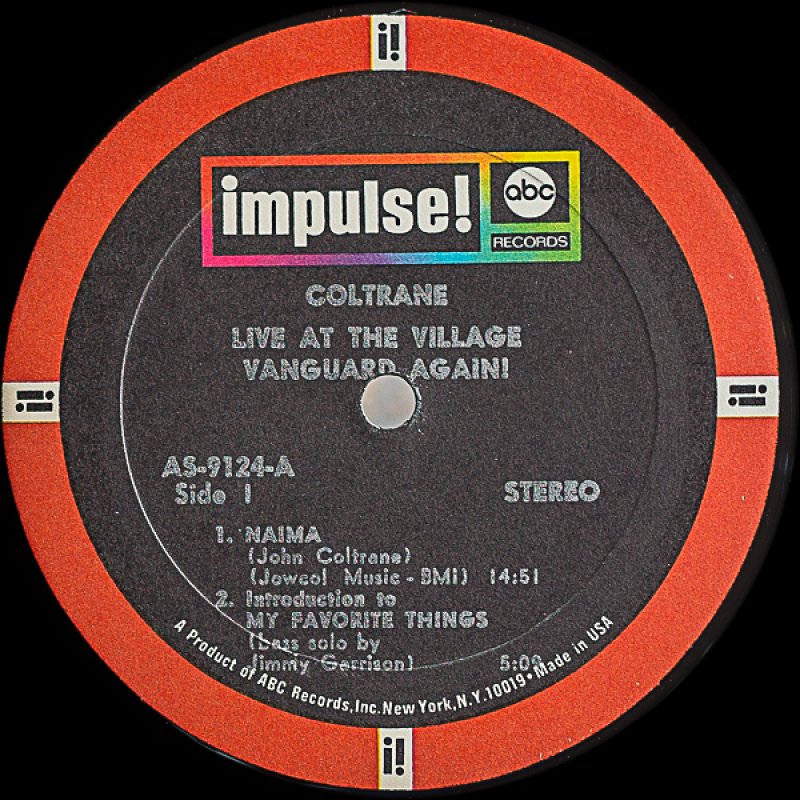 i!
impulse!
abc
RECORDS
COLTRANE
LIVE AT THE VILLAGE
VANGUARD AGAIN!
AS-9124-A
Side 1
STEREO
1. NAIMA
(John Coltrane)
(Jowcol Music - BMI) 14:51
2. Introduction to
MY FAVORITE THINGS
(Bass solo by
Jimmy Garrison) 5:09
A Product of ABC Records, Inc. New York, N.Y. 10019 • Made in USA
i!
i!
i!